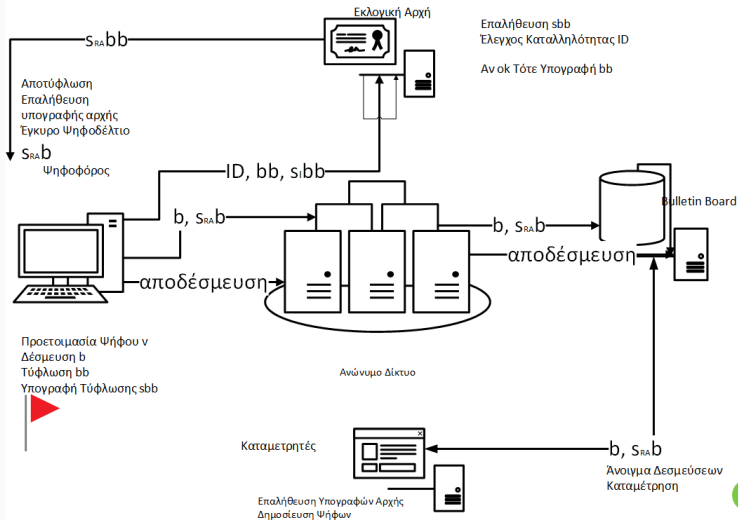 Εκλογική Αρχή
Επαλήθευση sbb
Έλεγχος Καταλληλότητας ID
Αν ok Τότε Υπογραφή bb
sRAbb
Αποτύφλωση
Επαλήθευση
υπογραφής αρχής
Έγκυρο Ψηφοδέλτιο
sRAb
Ψηφοφόρος
ID, bb, sIbb
b, sRAb
αποδέσμευση
b, sRAb
αποδέσμευση
Bulletin Board
Προετοιμασία Ψήφου v
Δέσμευση b
Τύφλωση bb
Υπογραφή Τύφλωσης sbb
Ανώνυμο Δίκτυο
Καταμετρητές
b, sRAb
Άνοιγμα Δεσμεύσεων
Καταμέτρηση
Επαλήθευση Υπογραφών Αρχής
Δημοσίευση Ψήφων